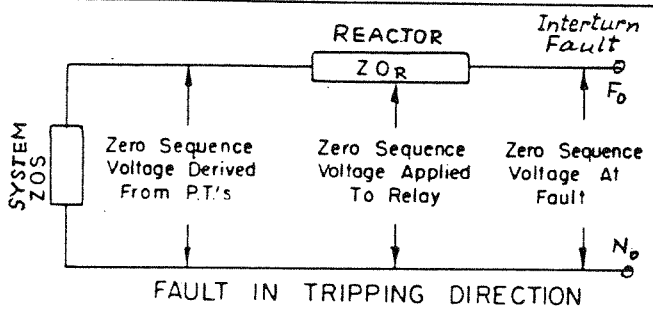 REACTOR
Interturn
Fault
ZOR
F0
SYSTEM
ZOS
Zero Sequence
Voltage Derived
From P.T.'s
Zero Sequence
Voltage Applied
To Relay
Zero Sequence
Voltage At
Fault
N0
FAULT IN TRIPPING DIRECTION